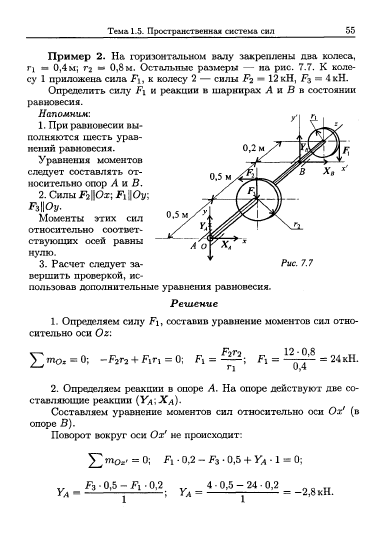 Тема 1.5. Пространственная система сил 55
Пример 2. На горизонтальном валу закреплены два колеса,
r₁ = 0,4 м; r₂ = 0,8 м. Остальные размеры — на рис. 7.7. К коле-
су 1 приложена сила F₁, к колесу 2 — силы F₂ = 12 кН, F₃ = 4 кН.
Определить силу F₁ и реакции в шарнирах A и B в состоянии
равновесия.
Напомним:
1. При равновесии вы-
полняются шесть урав-
нений равновесия.
Уравнения моментов
следует составлять от-
носительно опор A и B.
2. Силы F₂∥Ox; F₁∥Oy;
F₃∥Oy.
Моменты этих сил
относительно соответ-
ствующих осей равны
нулю.
3. Расчет следует за-
вершить проверкой, ис-
пользовав дополнительные уравнения равновесия.
y′ r₁ z
0,2 м Y_B F₁
B X_B x′
0,5 м F₂
F₃
0,5 м y r₂
Y_A
A O X_A x
Рис. 7.7
Решение
1. Определяем силу F₁, составив уравнение моментов сил отно-
сительно оси Oz:
∑ m_Oz = 0; −F₂r₂ + F₁r₁ = 0; F₁ = F₂r₂/r₁; F₁ = 12 · 0,8/0,4 = 24 кН.
2. Определяем реакции в опоре A. На опоре действуют две со-
ставляющие реакции (Y_A; X_A).
Составляем уравнение моментов сил относительно оси Ox′ (в
опоре B).
Поворот вокруг оси Ox′ не происходит:
∑ m_Ox′ = 0; F₁ · 0,2 − F₃ · 0,5 + Y_A · 1 = 0;
Y_A = F₃ · 0,5 − F₁ · 0,2/1; Y_A = 4 · 0,5 − 24 · 0,2/1 = −2,8 кН.